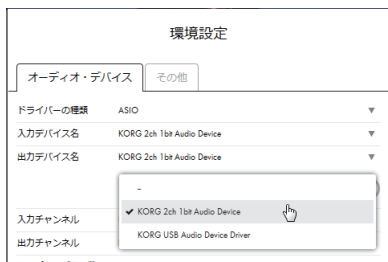 環境設定
オーディオ・デバイス その他
ドライバーの種類 ASIO
入力デバイス名 KORG 2ch 1bit Audio Device
出力デバイス名 KORG 2ch 1bit Audio Device
-
✔ KORG 2ch 1bit Audio Device
入力チャンネル
KORG USB Audio Device Driver
出力チャンネル